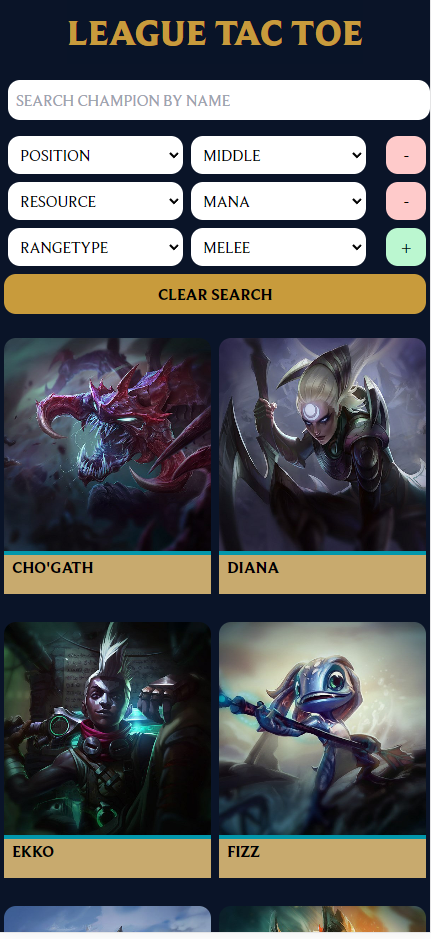 LEAGUE TAC TOE
SEARCH CHAMPION BY NAME
POSITION MIDDLE -
RESOURCE MANA -
RANGETYPE MELEE +
CLEAR SEARCH
CHO'GATH DIANA
EKKO FIZZ